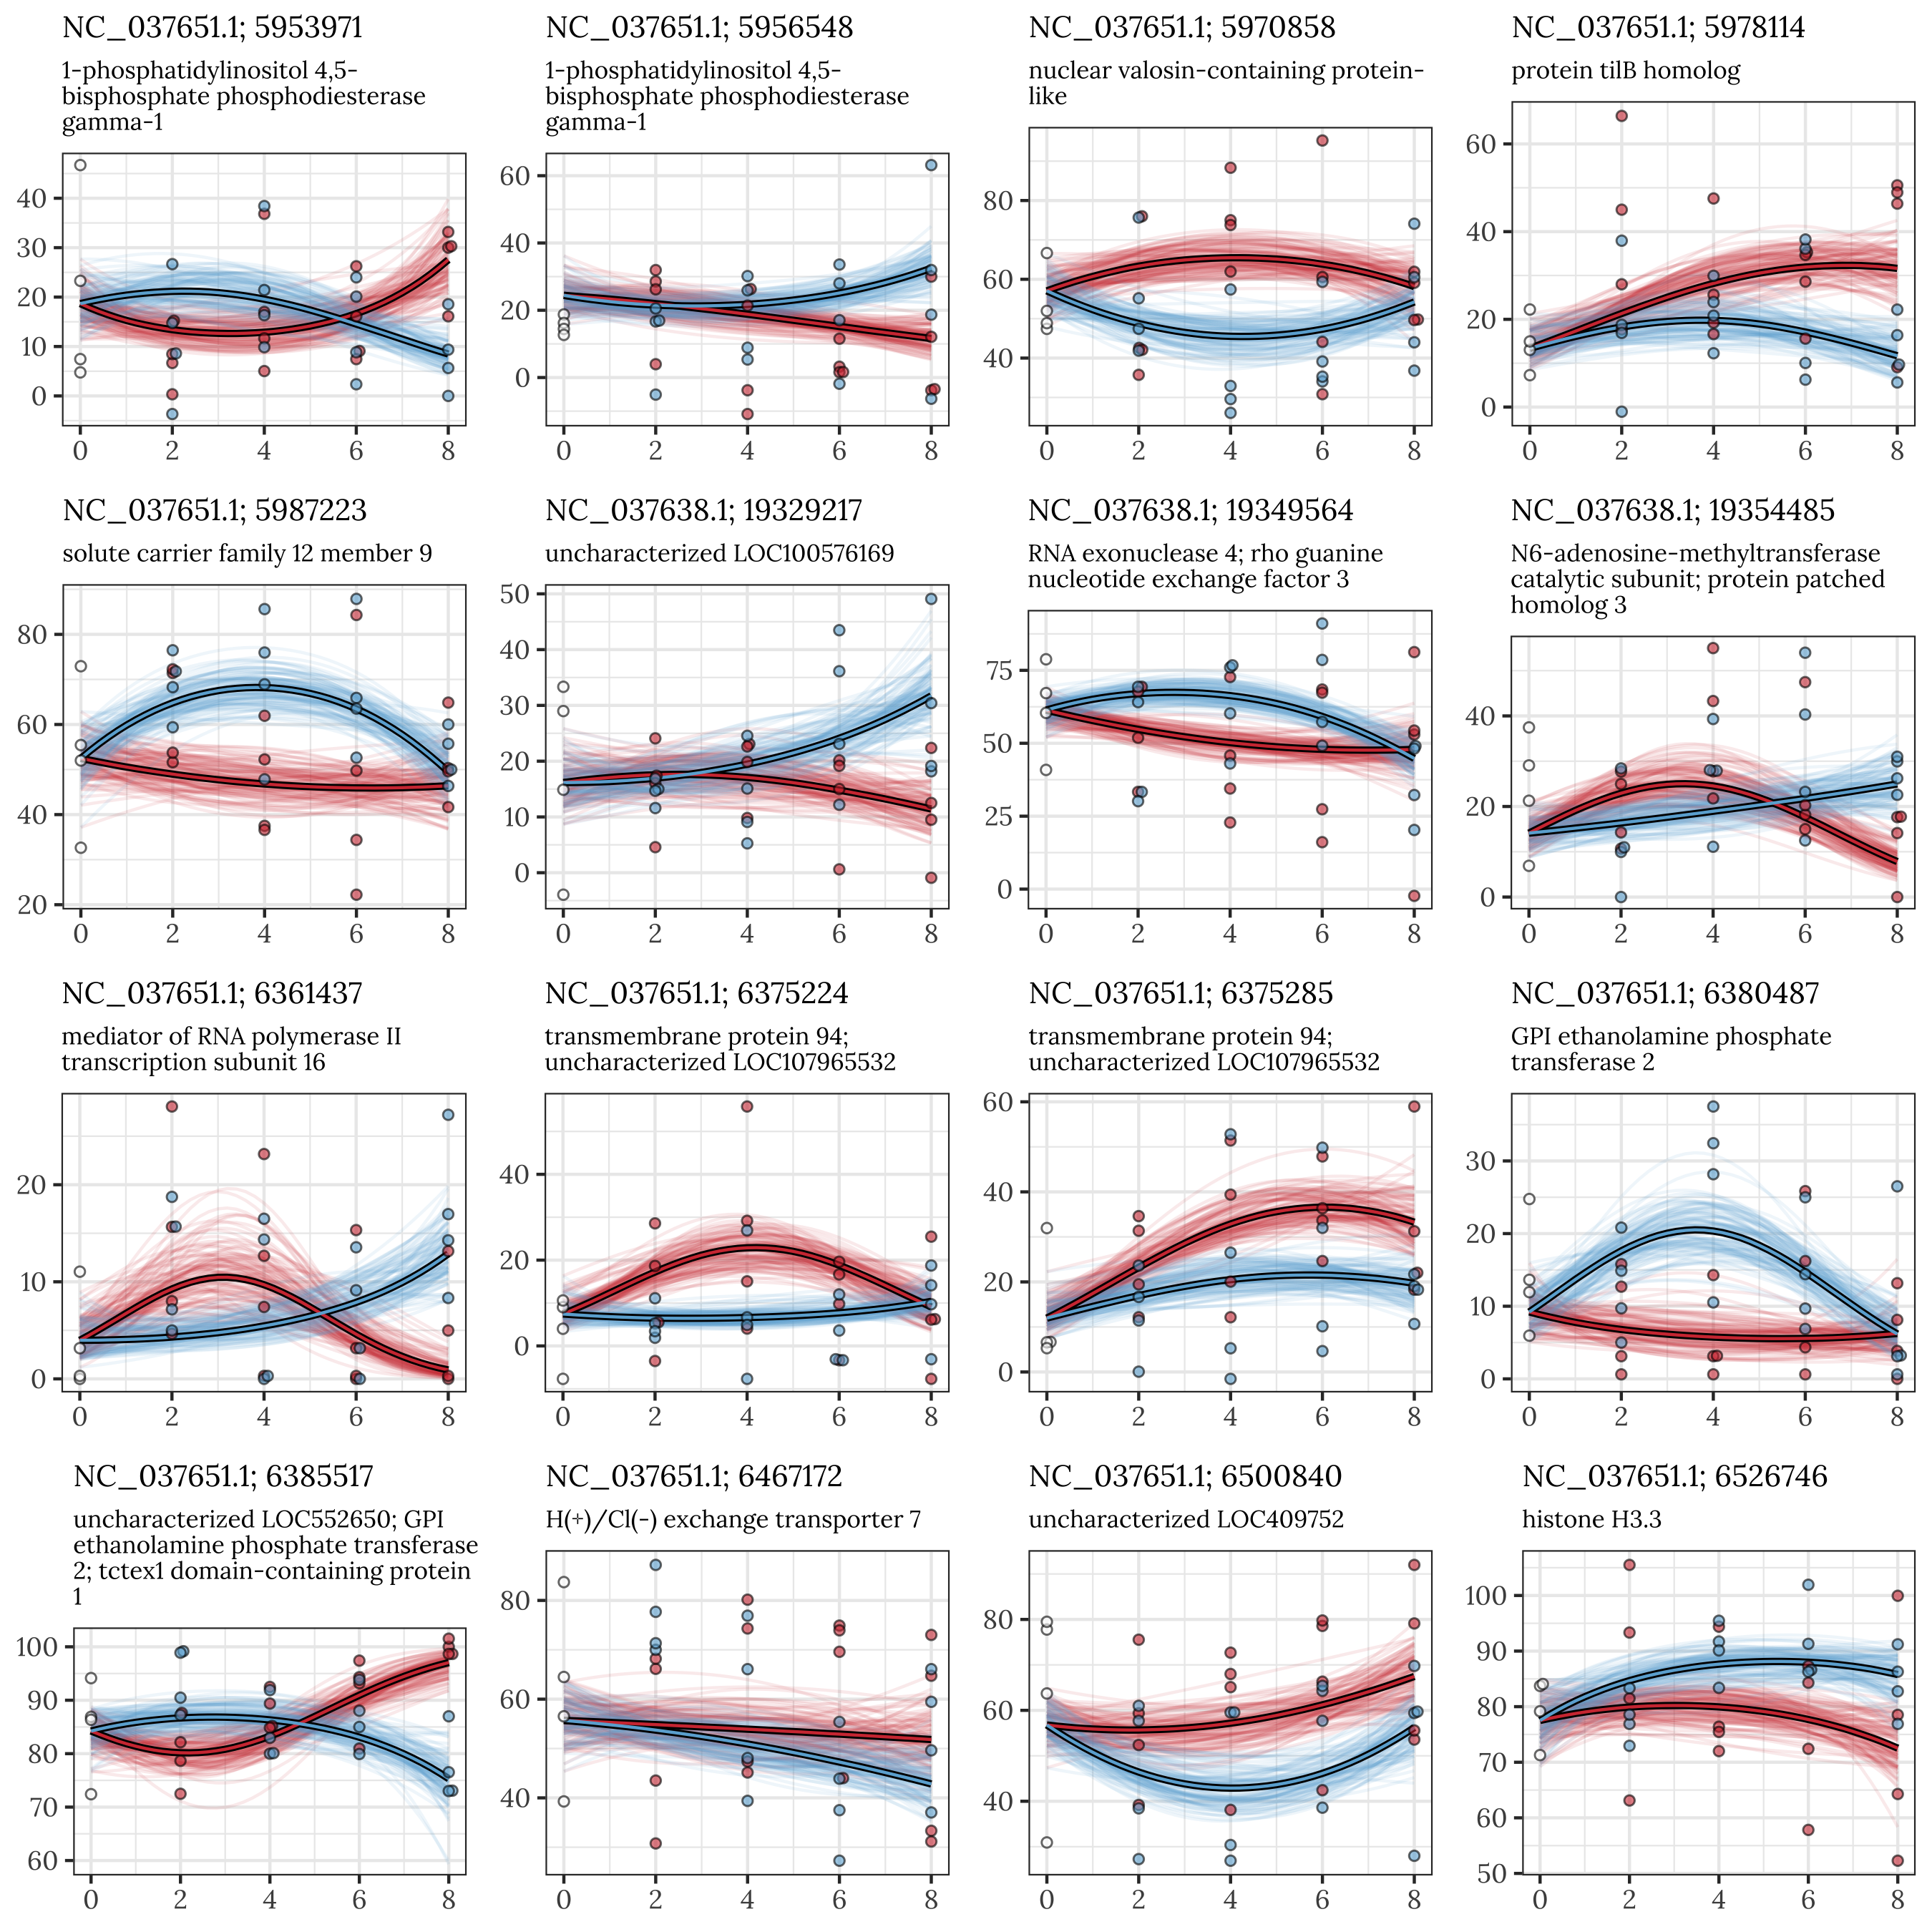 NC_037651.1; 5953971
1-phosphatidylinositol 4,5-
bisphosphate phosphodiesterase
gamma-1
40
30
20
10
0
0 2 4 6 8
NC_037651.1; 5956548
1-phosphatidylinositol 4,5-
bisphosphate phosphodiesterase
gamma-1
60
40
20
0
0 2 4 6 8
NC_037651.1; 5970858
nuclear valosin-containing protein-
like
80
60
40
0 2 4 6 8
NC_037651.1; 5978114
protein tilB homolog
60
40
20
0
0 2 4 6 8
NC_037651.1; 5987223
solute carrier family 12 member 9
80
60
40
20
0 2 4 6 8
NC_037638.1; 19329217
uncharacterized LOC100576169
50
40
30
20
10
0
0 2 4 6 8
NC_037638.1; 19349564
RNA exonuclease 4; rho guanine
nucleotide exchange factor 3
75
50
25
0
0 2 4 6 8
NC_037638.1; 19354485
N6-adenosine-methyltransferase
catalytic subunit; protein patched
homolog 3
40
20
0
0 2 4 6 8
NC_037651.1; 6361437
mediator of RNA polymerase II
transcription subunit 16
20
10
0
0 2 4 6 8
NC_037651.1; 6375224
transmembrane protein 94;
uncharacterized LOC107965532
40
20
0
0 2 4 6 8
NC_037651.1; 6375285
transmembrane protein 94;
uncharacterized LOC107965532
60
40
20
0
0 2 4 6 8
NC_037651.1; 6380487
GPI ethanolamine phosphate
transferase 2
30
20
10
0
0 2 4 6 8
NC_037651.1; 6385517
uncharacterized LOC552650; GPI
ethanolamine phosphate transferase
2; tctex1 domain-containing protein
1
100
90
80
70
60
0 2 4 6 8
NC_037651.1; 6467172
H(+)/Cl(-) exchange transporter 7
80
60
40
0 2 4 6 8
NC_037651.1; 6500840
uncharacterized LOC409752
80
60
40
0 2 4 6 8
NC_037651.1; 6526746
histone H3.3
100
90
80
70
60
50
0 2 4 6 8